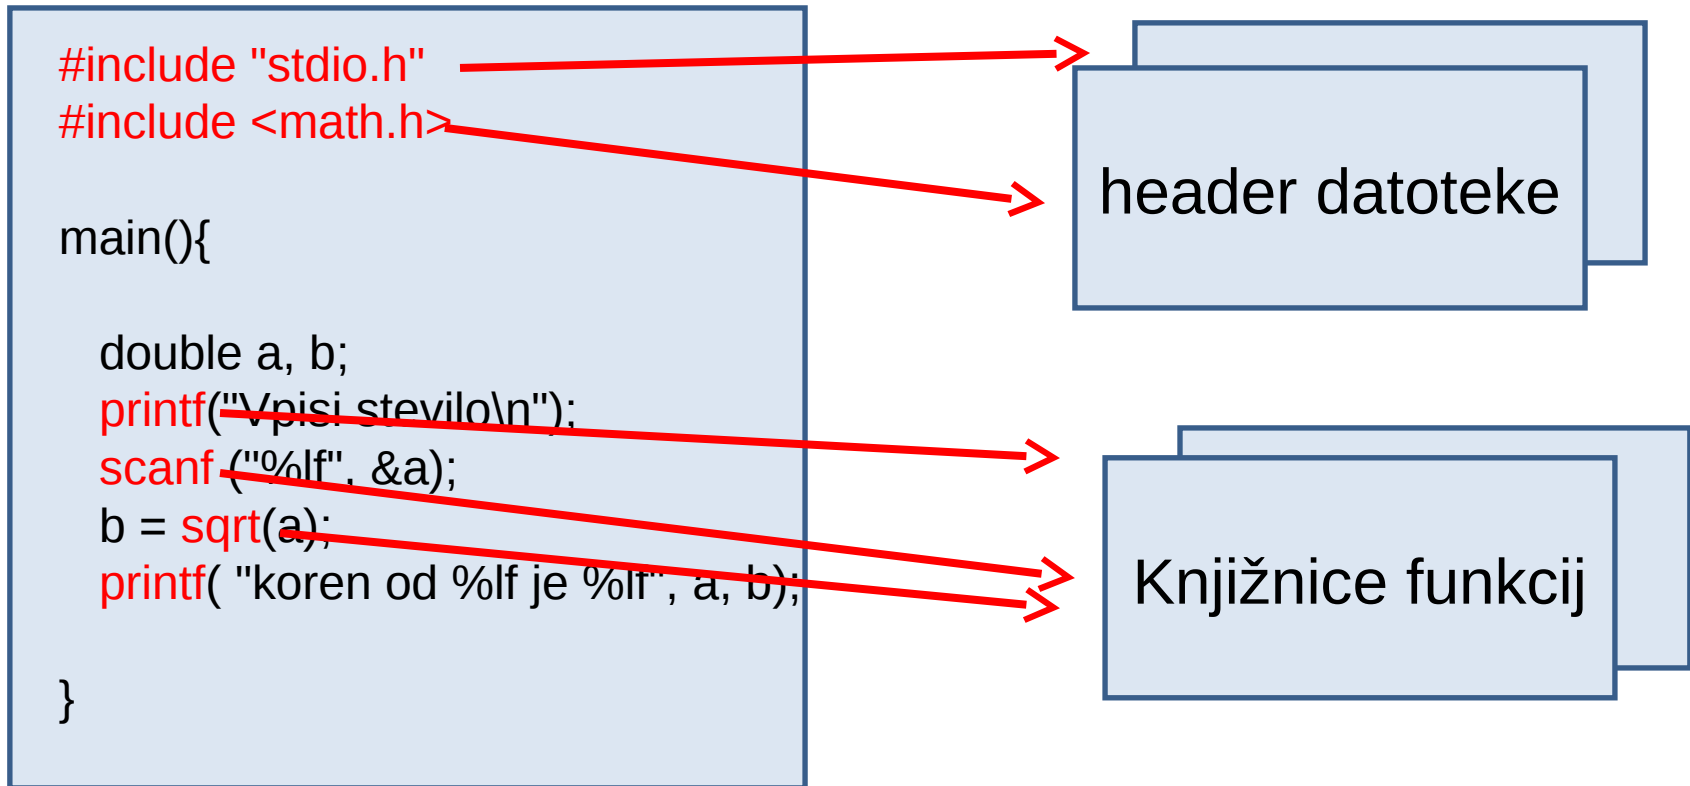 #include "stdio.h"
#include <math.h>
main(){
double a, b;
printf("Vpisi stevilo\n");
scanf ("%lf", &a);
b = sqrt(a);
printf( "koren od %lf je %lf", a, b);
}
header datoteke
Knjižnice funkcij